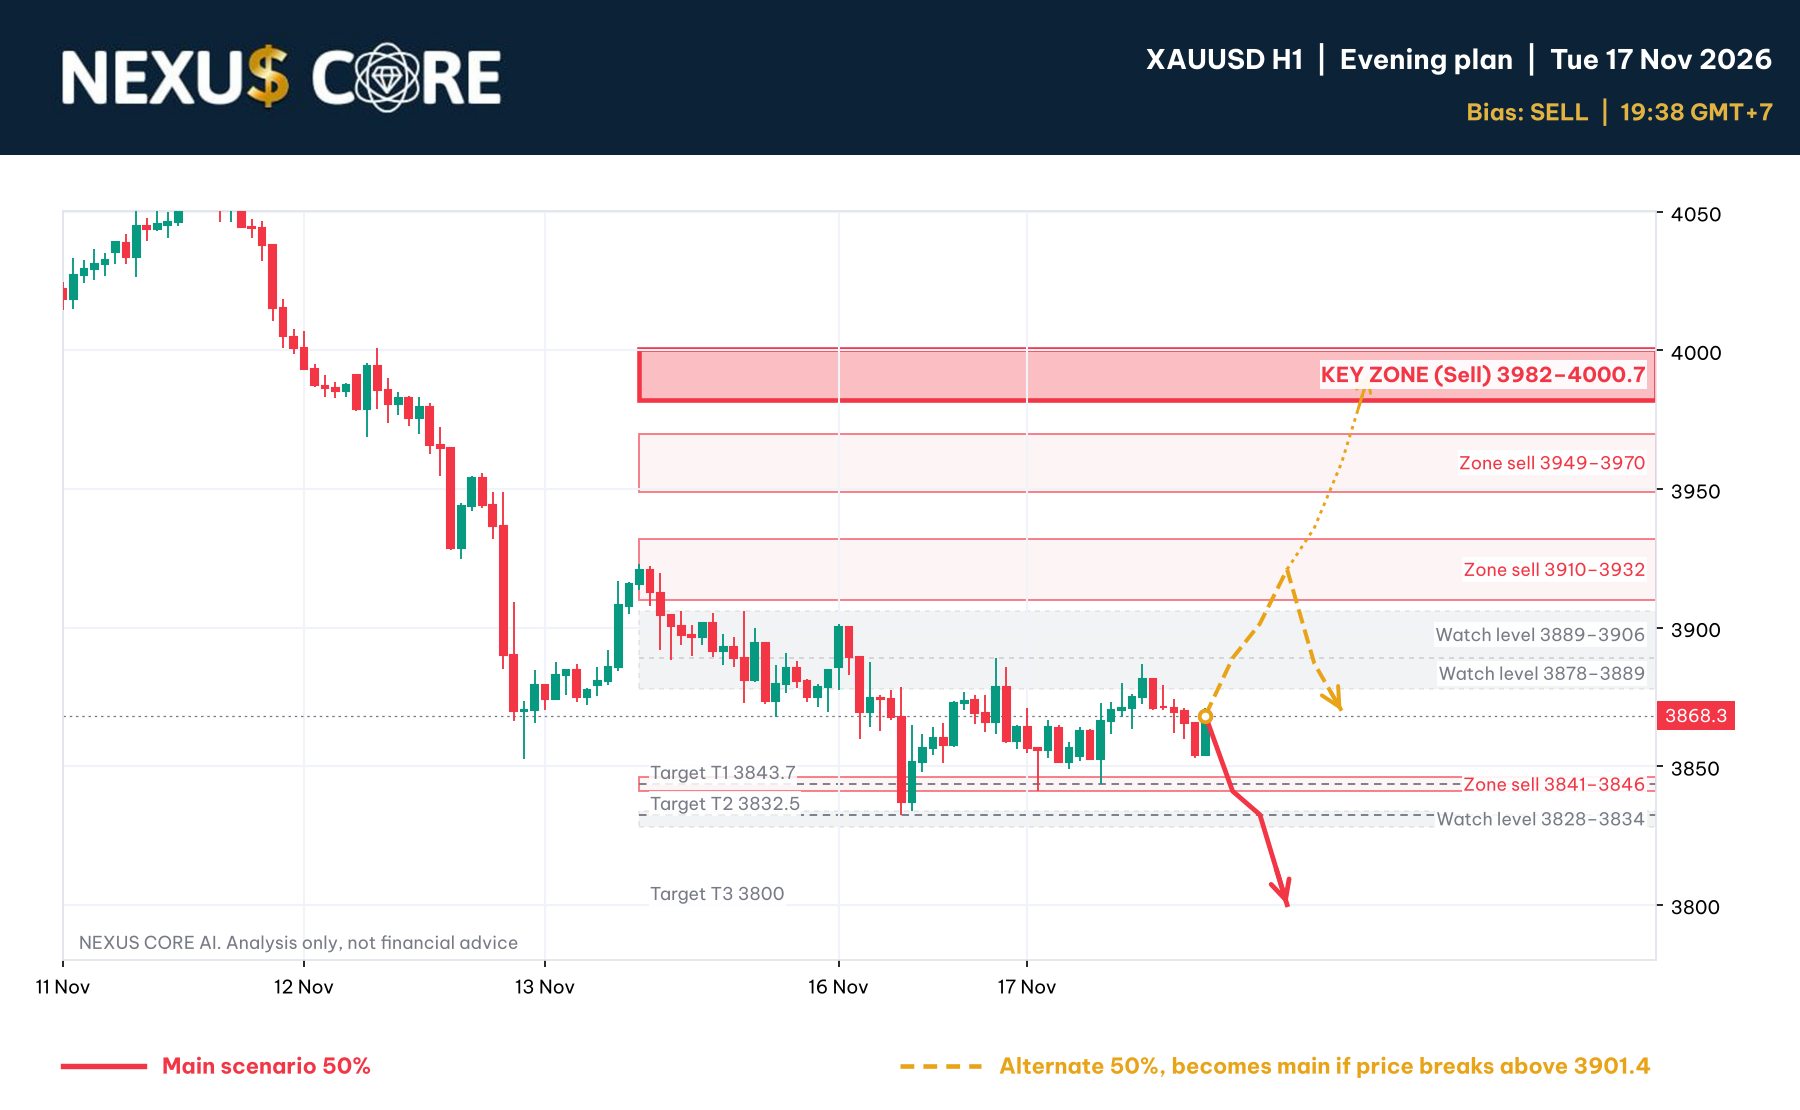 NEXU$ CORE
XAUUSD H1 | Evening plan | Tue 17 Nov 2026
Bias: SELL | 19:38 GMT+7
4050
4000
KEY ZONE (Sell) 3982–4000.7
Zone sell 3949–3970
3950
Zone sell 3910–3932
3900
Watch level 3889–3906
Watch level 3878–3889
3868.3
3850
Target T1 3843.7
Zone sell 3841–3846
Target T2 3832.5
Watch level 3828–3834
Target T3 3800
3800
NEXUS CORE AI. Analysis only, not financial advice
11 Nov
12 Nov
13 Nov
16 Nov
17 Nov
Main scenario 50%
Alternate 50%, becomes main if price breaks above 3901.4